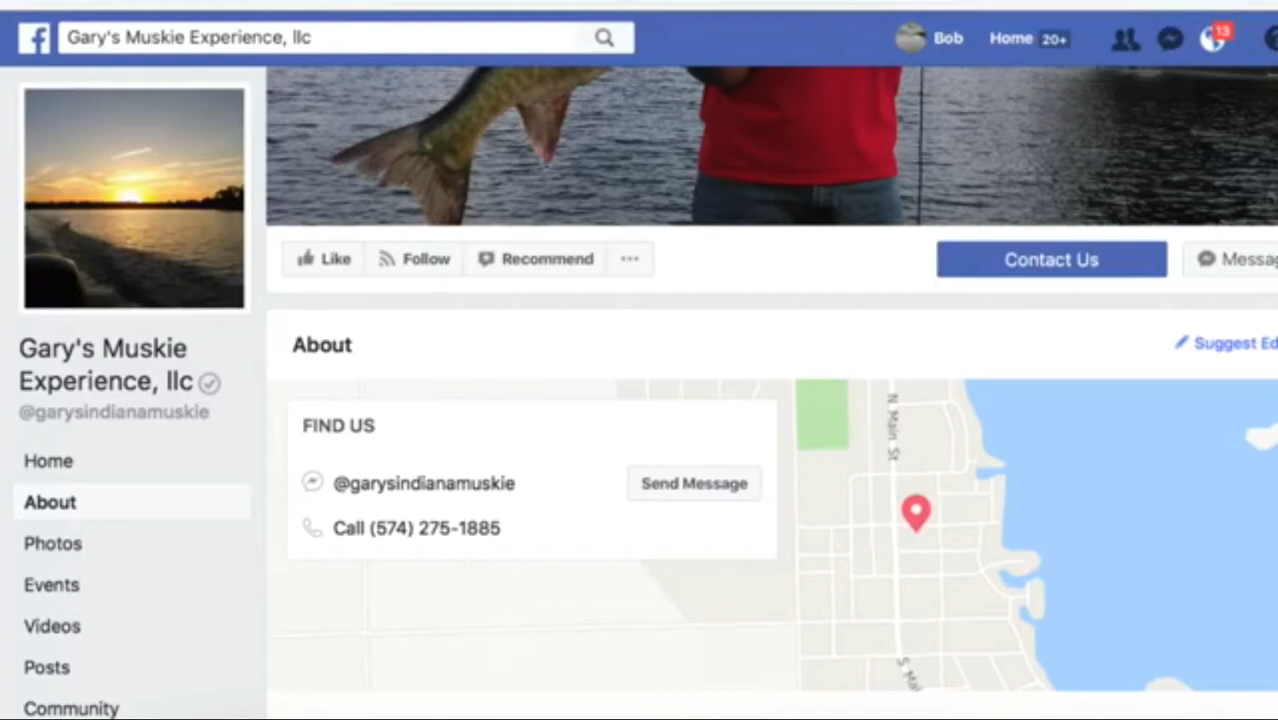 f Gary's Muskie Experience, llc Bob Home 20+ 13
Like Follow Recommend ... Contact Us
Gary's Muskie
Experience, llc
@garysindianamuskie
Home
About
Photos
Events
Videos
Posts
Community
About Suggest
FIND US
@garysindianamuskie Send Message
Call (574) 275-1885
N Main St